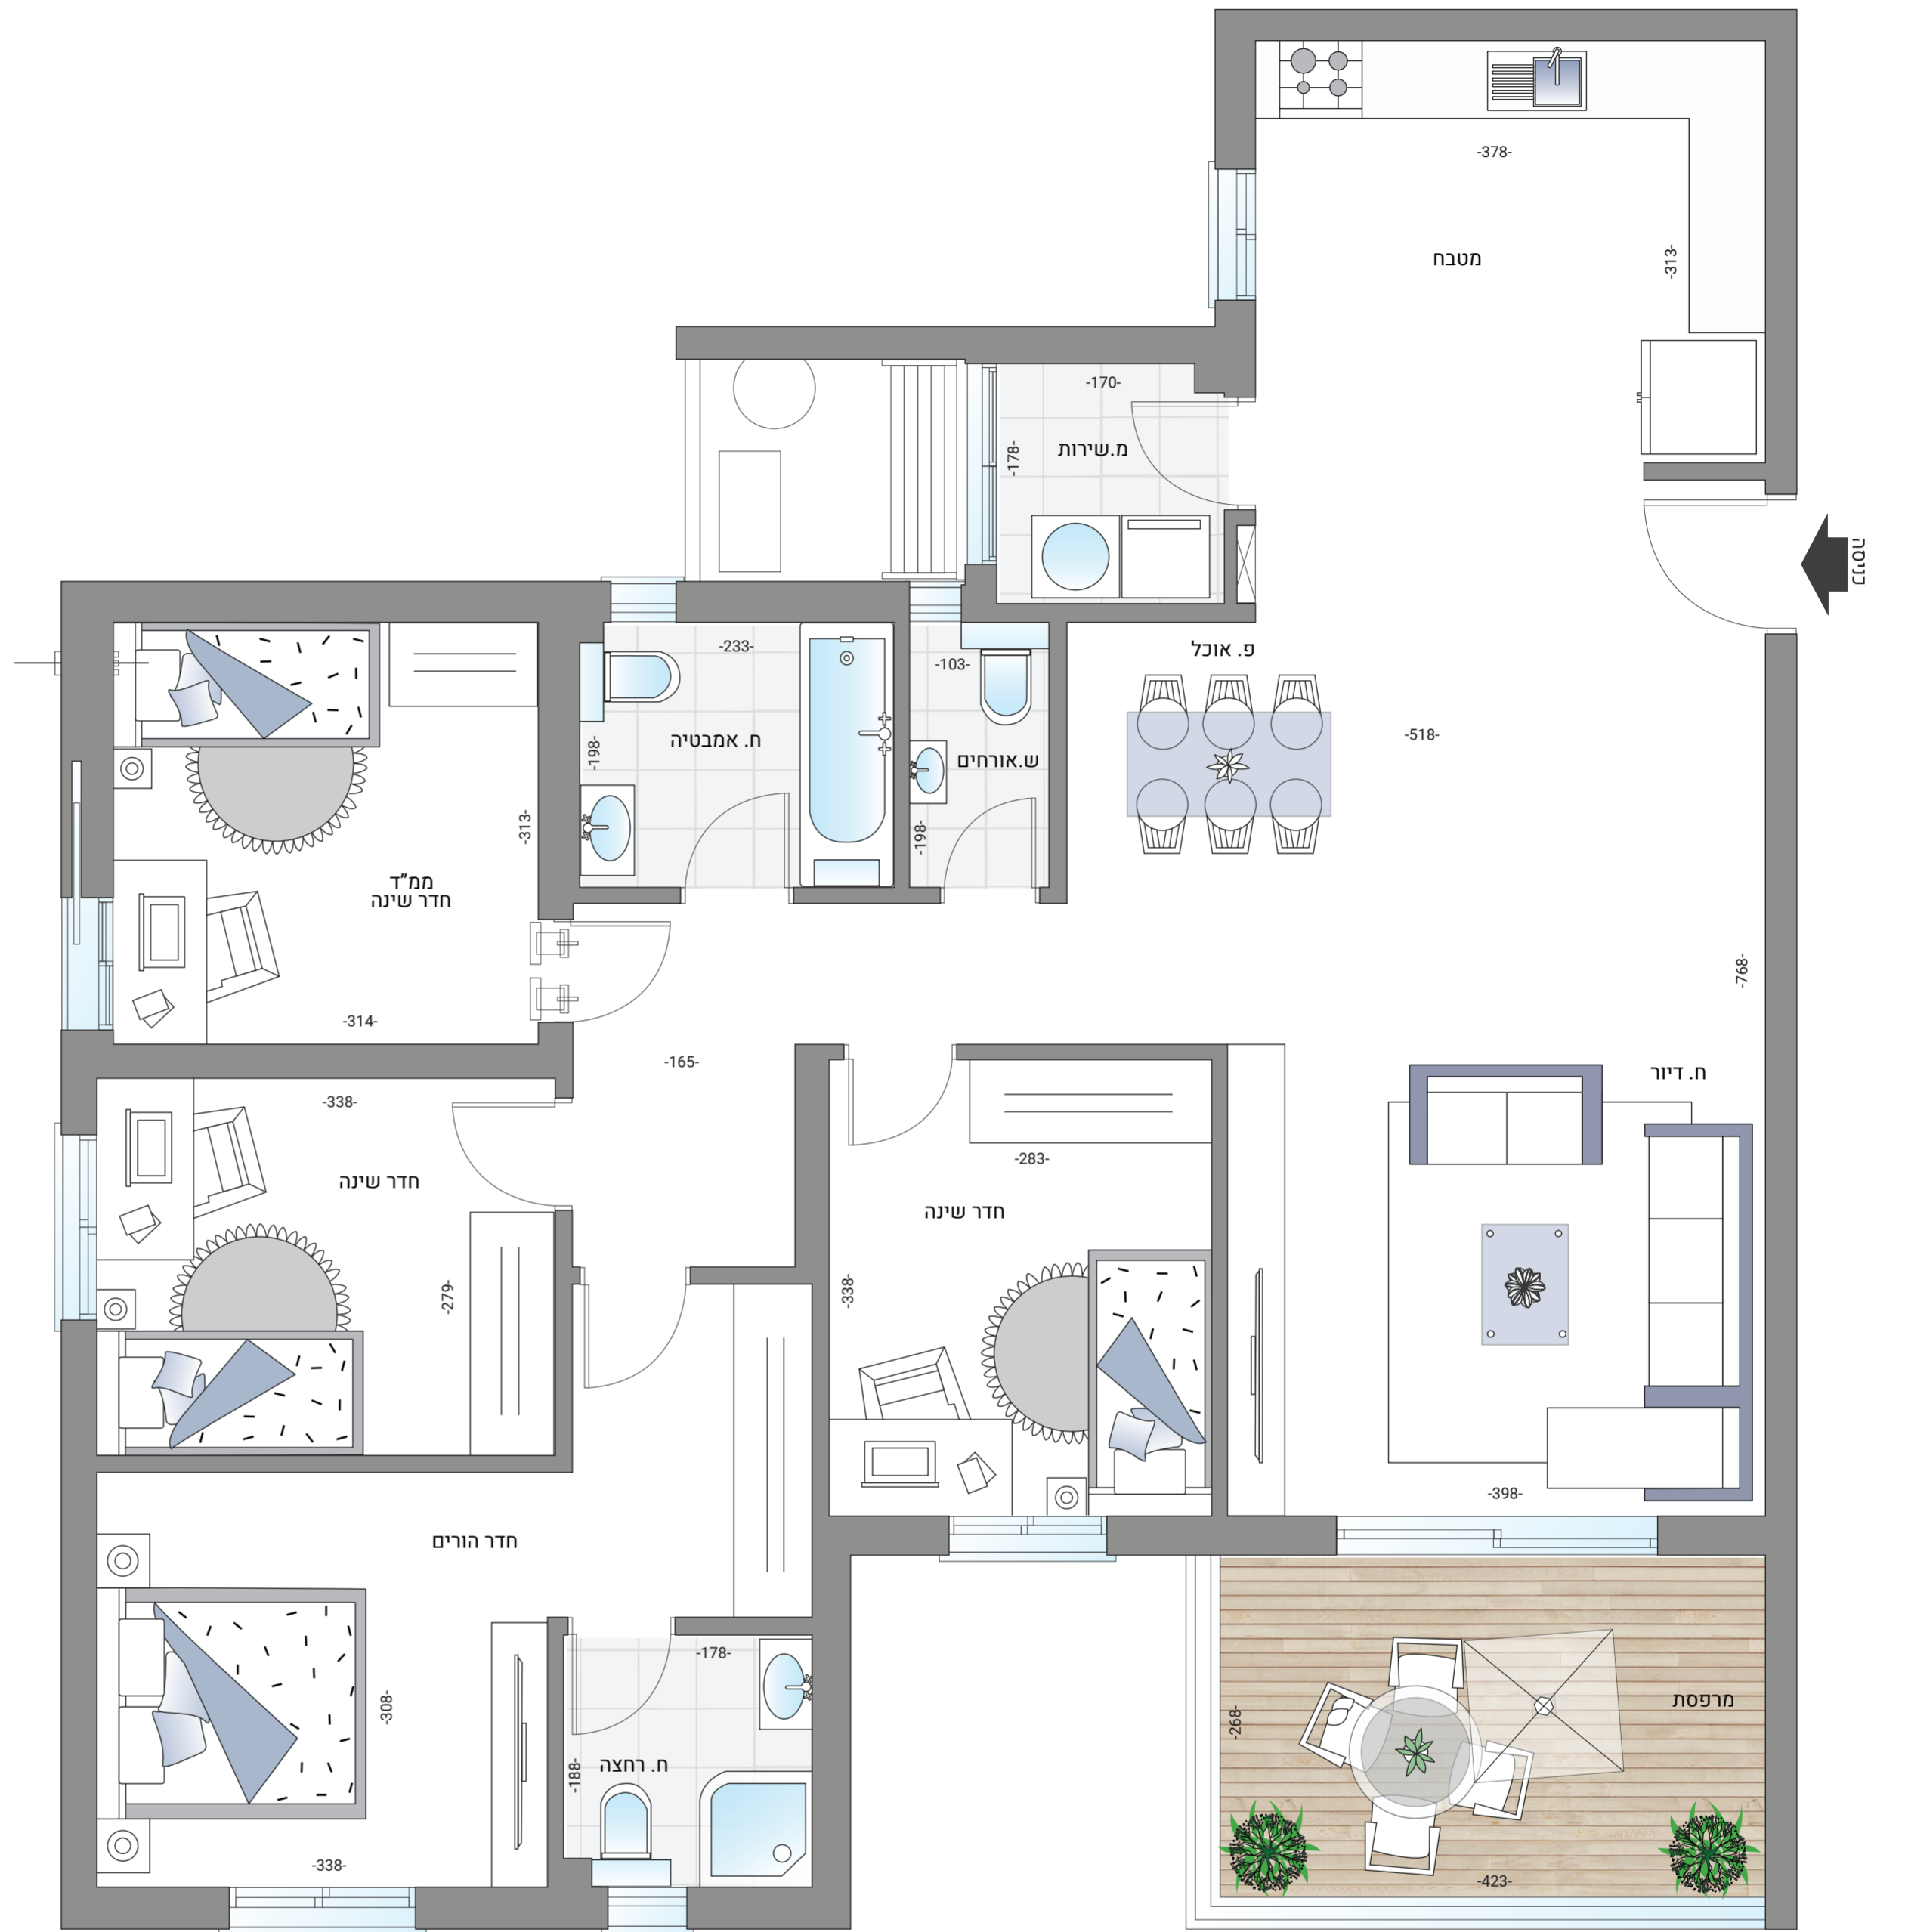 -378-
מטבח
-313-
-170-
מ.שירות
-178-
כניסה
פ. אוכל
-518-
-233-
ח. אמבטיה
-198-
-103-
ש.אורחים
-198-
-313-
ממ"ד
חדר שינה
-314-
-165-
-768-
ח. דיור
-398-
-338-
חדר שינה
-279-
-283-
חדר שינה
-338-
חדר הורים
-308-
-338-
-178-
ח. רחצה
-188-
מרפסת
-268-
-423-